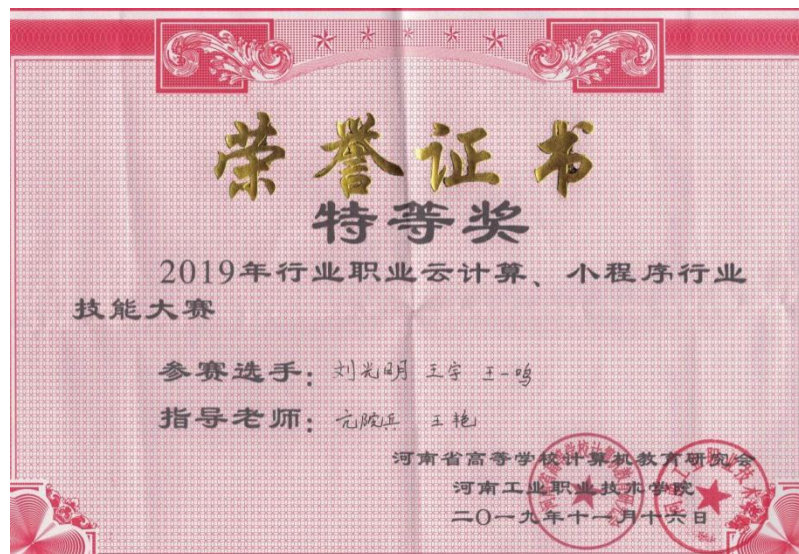 荣誉证书
特等奖
2019年行业职业云计算、小程序行业
技能大赛
参赛选手：刘光明 王宇 王一鸣
指导老师：亓 兵 王艳
河南省高等学校计算机教育研究会
河南工业职业技术学院
二〇一九年十一月十六日